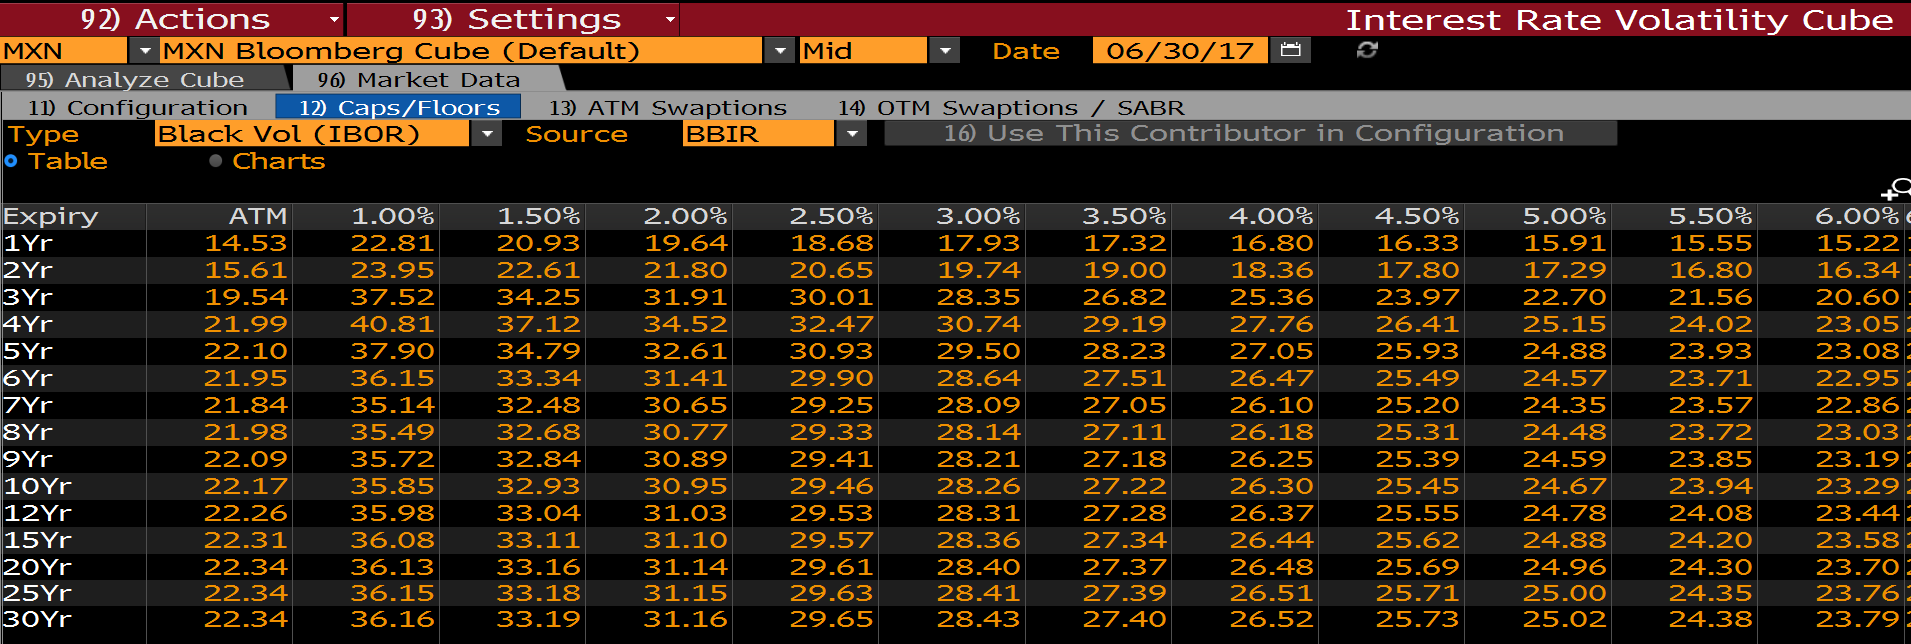 92) Actions 93) Settings Interest Rate Volatility Cube
MXN MXN Bloomberg Cube (Default) Mid Date 06/30/17
95) Analyze Cube 96) Market Data
11) Configuration 12) Caps/Floors 13) ATM Swaptions 14) OTM Swaptions / SABR
Type Black Vol (IBOR) Source BBIR 16) Use This Contributor in Configuration
Table Charts
Expiry ATM 1.00% 1.50% 2.00% 2.50% 3.00% 3.50% 4.00% 4.50% 5.00% 5.50% 6.00%
1Yr 14.53 22.81 20.93 19.64 18.68 17.93 17.32 16.80 16.33 15.91 15.55 15.22
2Yr 15.61 23.95 22.61 21.80 20.65 19.74 19.00 18.36 17.80 17.29 16.80 16.34
3Yr 19.54 37.52 34.25 31.91 30.01 28.35 26.82 25.36 23.97 22.70 21.56 20.60
4Yr 21.99 40.81 37.12 34.52 32.47 30.74 29.19 27.76 26.41 25.15 24.02 23.05
5Yr 22.10 37.90 34.79 32.61 30.93 29.50 28.23 27.05 25.93 24.88 23.93 23.08
6Yr 21.95 36.15 33.34 31.41 29.90 28.64 27.51 26.47 25.49 24.57 23.71 22.95
7Yr 21.84 35.14 32.48 30.65 29.25 28.09 27.05 26.10 25.20 24.35 23.57 22.86
8Yr 21.98 35.49 32.68 30.77 29.33 28.14 27.11 26.18 25.31 24.48 23.72 23.03
9Yr 22.09 35.72 32.84 30.89 29.41 28.21 27.18 26.25 25.39 24.59 23.85 23.19
10Yr 22.17 35.85 32.93 30.95 29.46 28.26 27.22 26.30 25.45 24.67 23.94 23.29
12Yr 22.26 35.98 33.04 31.03 29.53 28.31 27.28 26.37 25.55 24.78 24.08 23.44
15Yr 22.31 36.08 33.11 31.10 29.57 28.36 27.34 26.44 25.62 24.88 24.20 23.58
20Yr 22.34 36.13 33.16 31.14 29.61 28.40 27.37 26.48 25.69 24.96 24.30 23.70
25Yr 22.34 36.15 33.18 31.15 29.63 28.41 27.39 26.51 25.71 25.00 24.35 23.76
30Yr 22.34 36.16 33.19 31.16 29.65 28.43 27.40 26.52 25.73 25.02 24.38 23.79